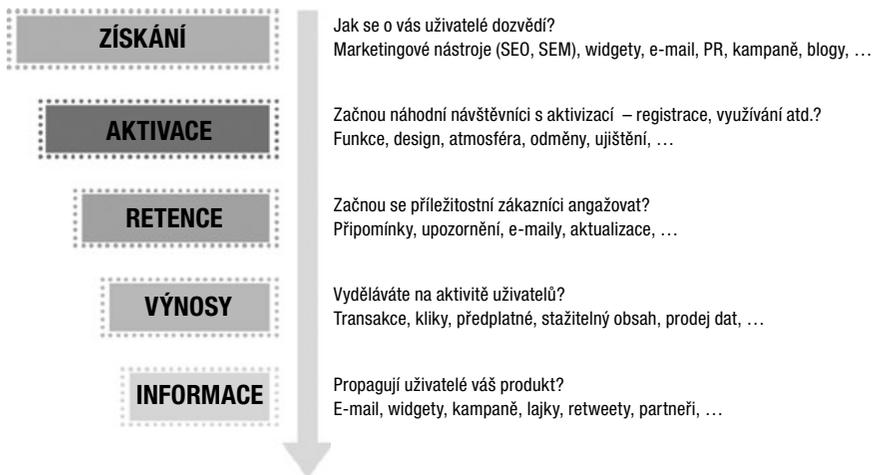 ZÍSKÁNÍ
Jak se o vás uživatelé dozvědí?
Marketingové nástroje (SEO, SEM), widgety, e-mail, PR, kampaně, blogy, …
AKTIVACE
Začnou náhodní návštěvníci s aktivizací – registrace, využívání atd.?
Funkce, design, atmosféra, odměny, ujištění, …
RETENCE
Začnou se příležitostní zákazníci angažovat?
Připomínky, upozornění, e-maily, aktualizace, …
VÝNOSY
Vyděláváte na aktivitě uživatelů?
Transakce, kliky, předplatné, stažitelný obsah, prodej dat, …
INFORMACE
Propagují uživatelé váš produkt?
E-mail, widgety, kampaně, lajky, retweety, partneři, …